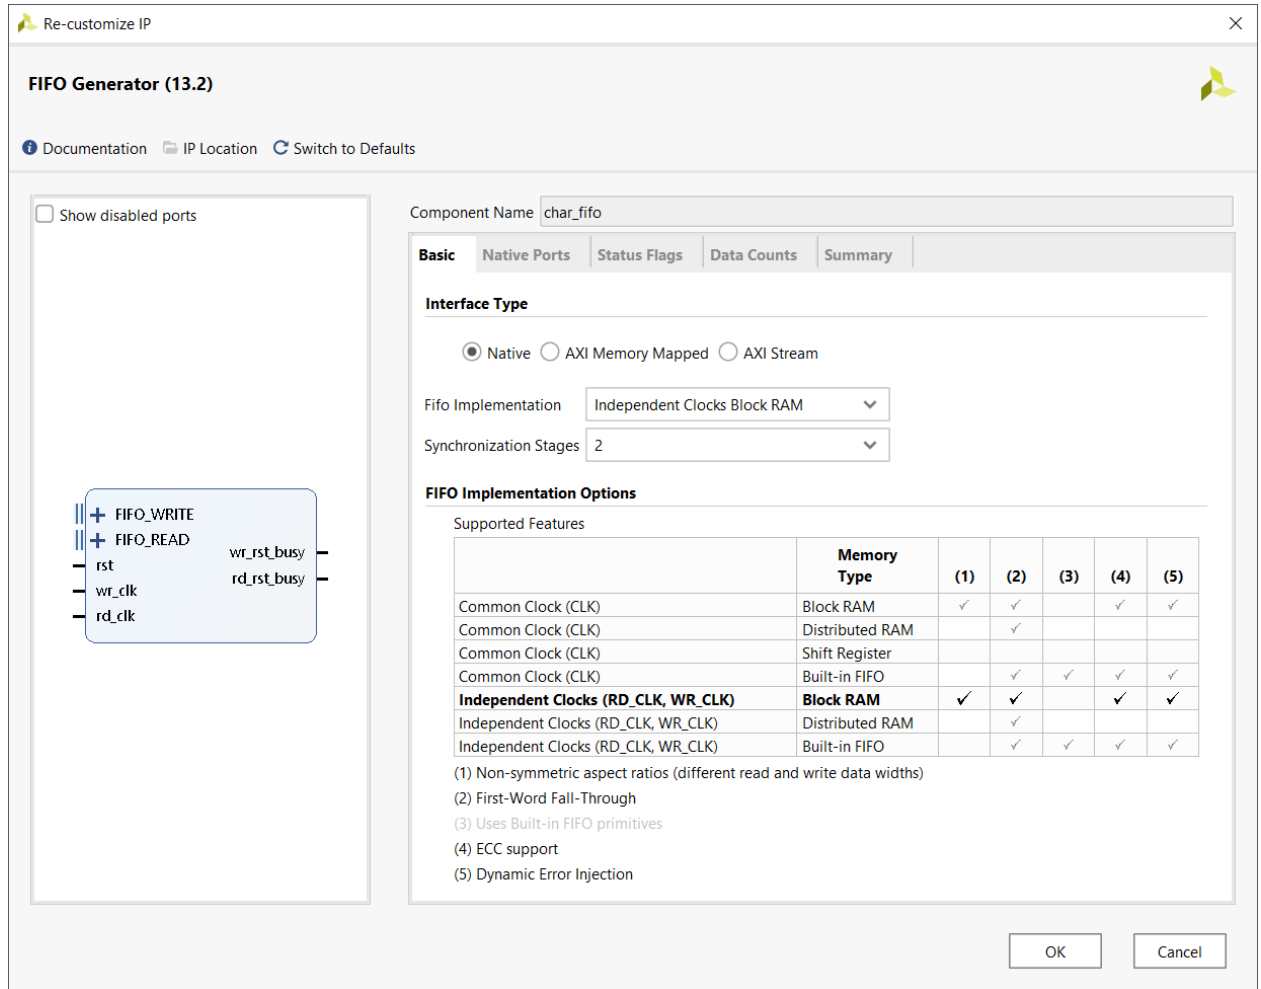 Re-customize IP
FIFO Generator (13.2)
Documentation IP Location Switch to Defaults
Show disabled ports
FIFO_WRITE
FIFO_READ
rst
wr_clk
rd_clk
wr_rst_busy
rd_rst_busy
Component Name char_fifo
Basic Native Ports Status Flags Data Counts Summary
Interface Type
Native AXI Memory Mapped AXI Stream
Fifo Implementation Independent Clocks Block RAM
Synchronization Stages 2
FIFO Implementation Options
Supported Features
Memory Type (1) (2) (3) (4) (5)
Common Clock (CLK) Block RAM ✓ ✓ ✓ ✓
Common Clock (CLK) Distributed RAM ✓
Common Clock (CLK) Shift Register
Common Clock (CLK) Built-in FIFO ✓ ✓ ✓ ✓
Independent Clocks (RD_CLK, WR_CLK) Block RAM ✓ ✓ ✓ ✓
Independent Clocks (RD_CLK, WR_CLK) Distributed RAM ✓
Independent Clocks (RD_CLK, WR_CLK) Built-in FIFO ✓ ✓ ✓ ✓
(1) Non-symmetric aspect ratios (different read and write data widths)
(2) First-Word Fall-Through
(3) Uses Built-in FIFO primitives
(4) ECC support
(5) Dynamic Error Injection
OK Cancel